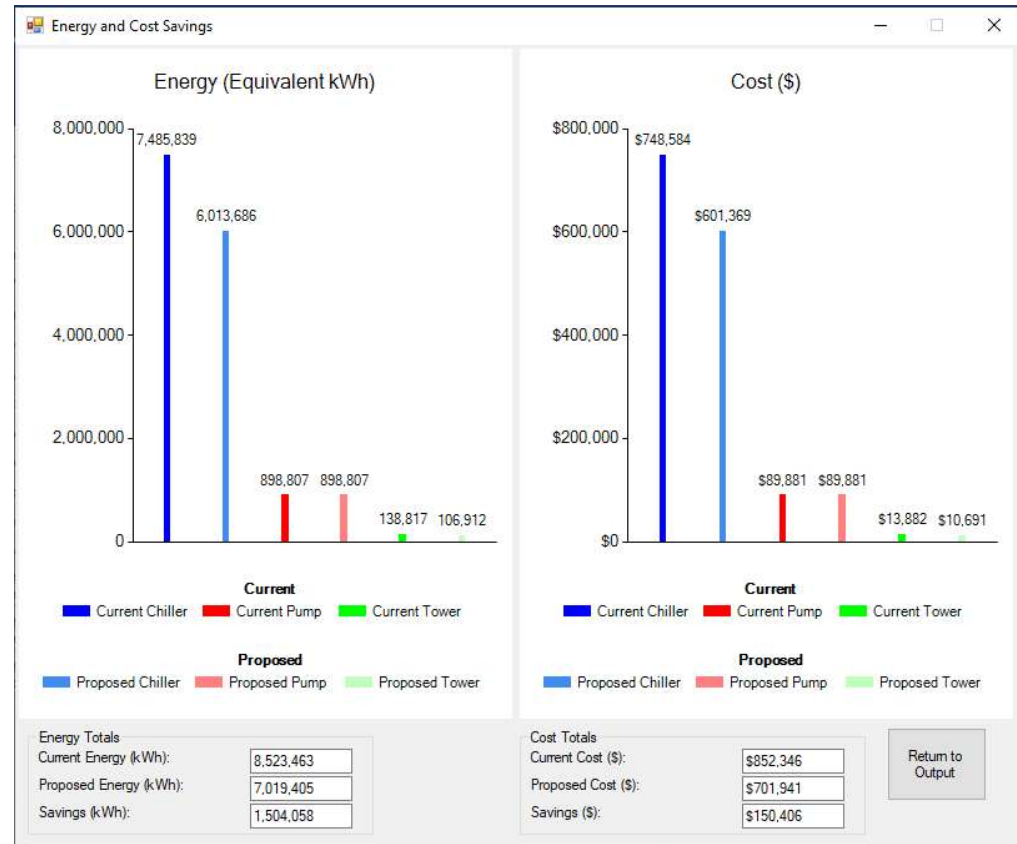 Energy and Cost Savings
Energy (Equivalent kWh)
8,000,000
7,485,839
6,013,686
6,000,000
4,000,000
2,000,000
898,807 898,807
138,817 106,912
0
Current
Current Chiller Current Pump Current Tower
Proposed
Proposed Chiller Proposed Pump Proposed Tower
Cost ($)
$800,000
$748,584
$601,369
$600,000
$400,000
$200,000
$89,881 $89,881
$13,882 $10,691
$0
Current
Current Chiller Current Pump Current Tower
Proposed
Proposed Chiller Proposed Pump Proposed Tower
Energy Totals
Current Energy (kWh): 8,523,463
Proposed Energy (kWh): 7,019,405
Savings (kWh): 1,504,058
Cost Totals
Current Cost ($): $852,346
Proposed Cost ($): $701,941
Savings ($): $150,406
Return to
Output